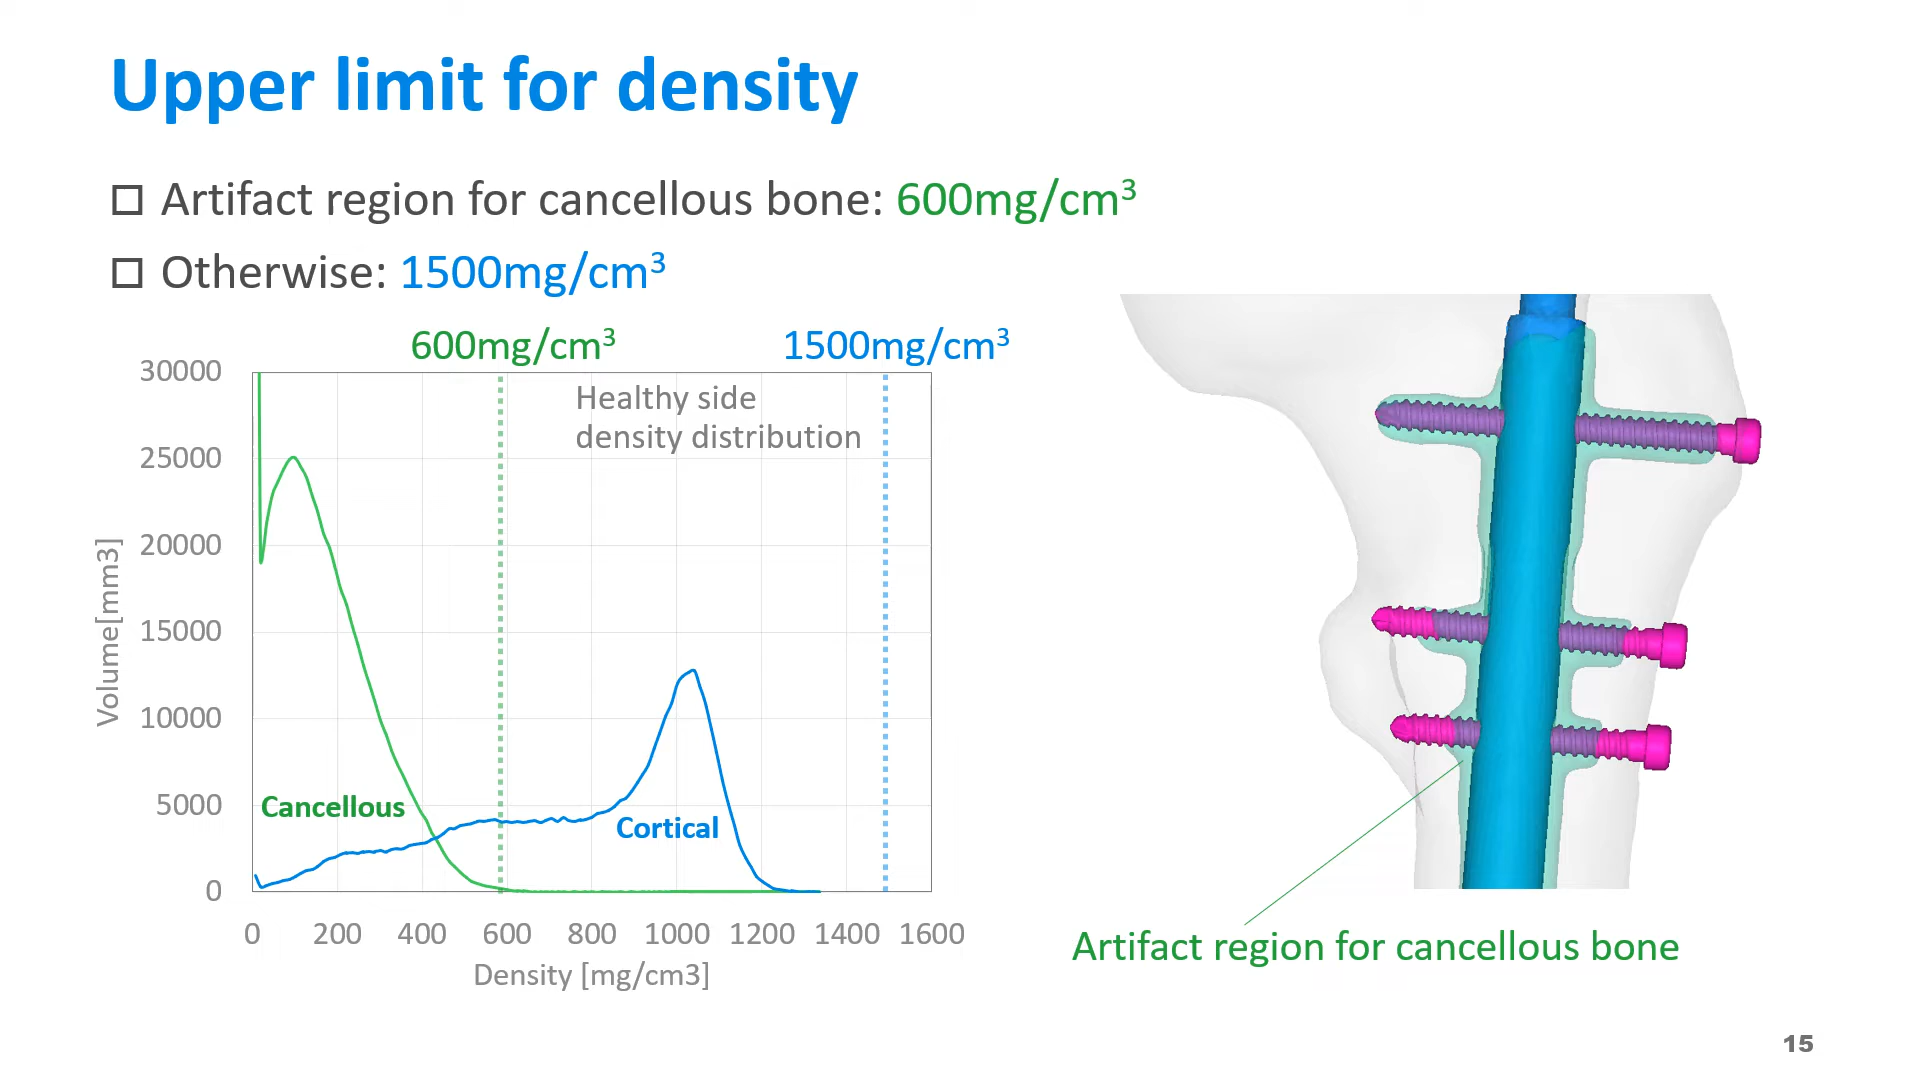 Upper limit for density
Artifact region for cancellous bone: 600mg/cm³
Otherwise: 1500mg/cm³
600mg/cm³
1500mg/cm³
Healthy side
density distribution
30000
25000
20000
15000
10000
5000
0
Volume[mm3]
Cancellous
Cortical
0 200 400 600 800 1000 1200 1400 1600
Density [mg/cm3]
Artifact region for cancellous bone
15